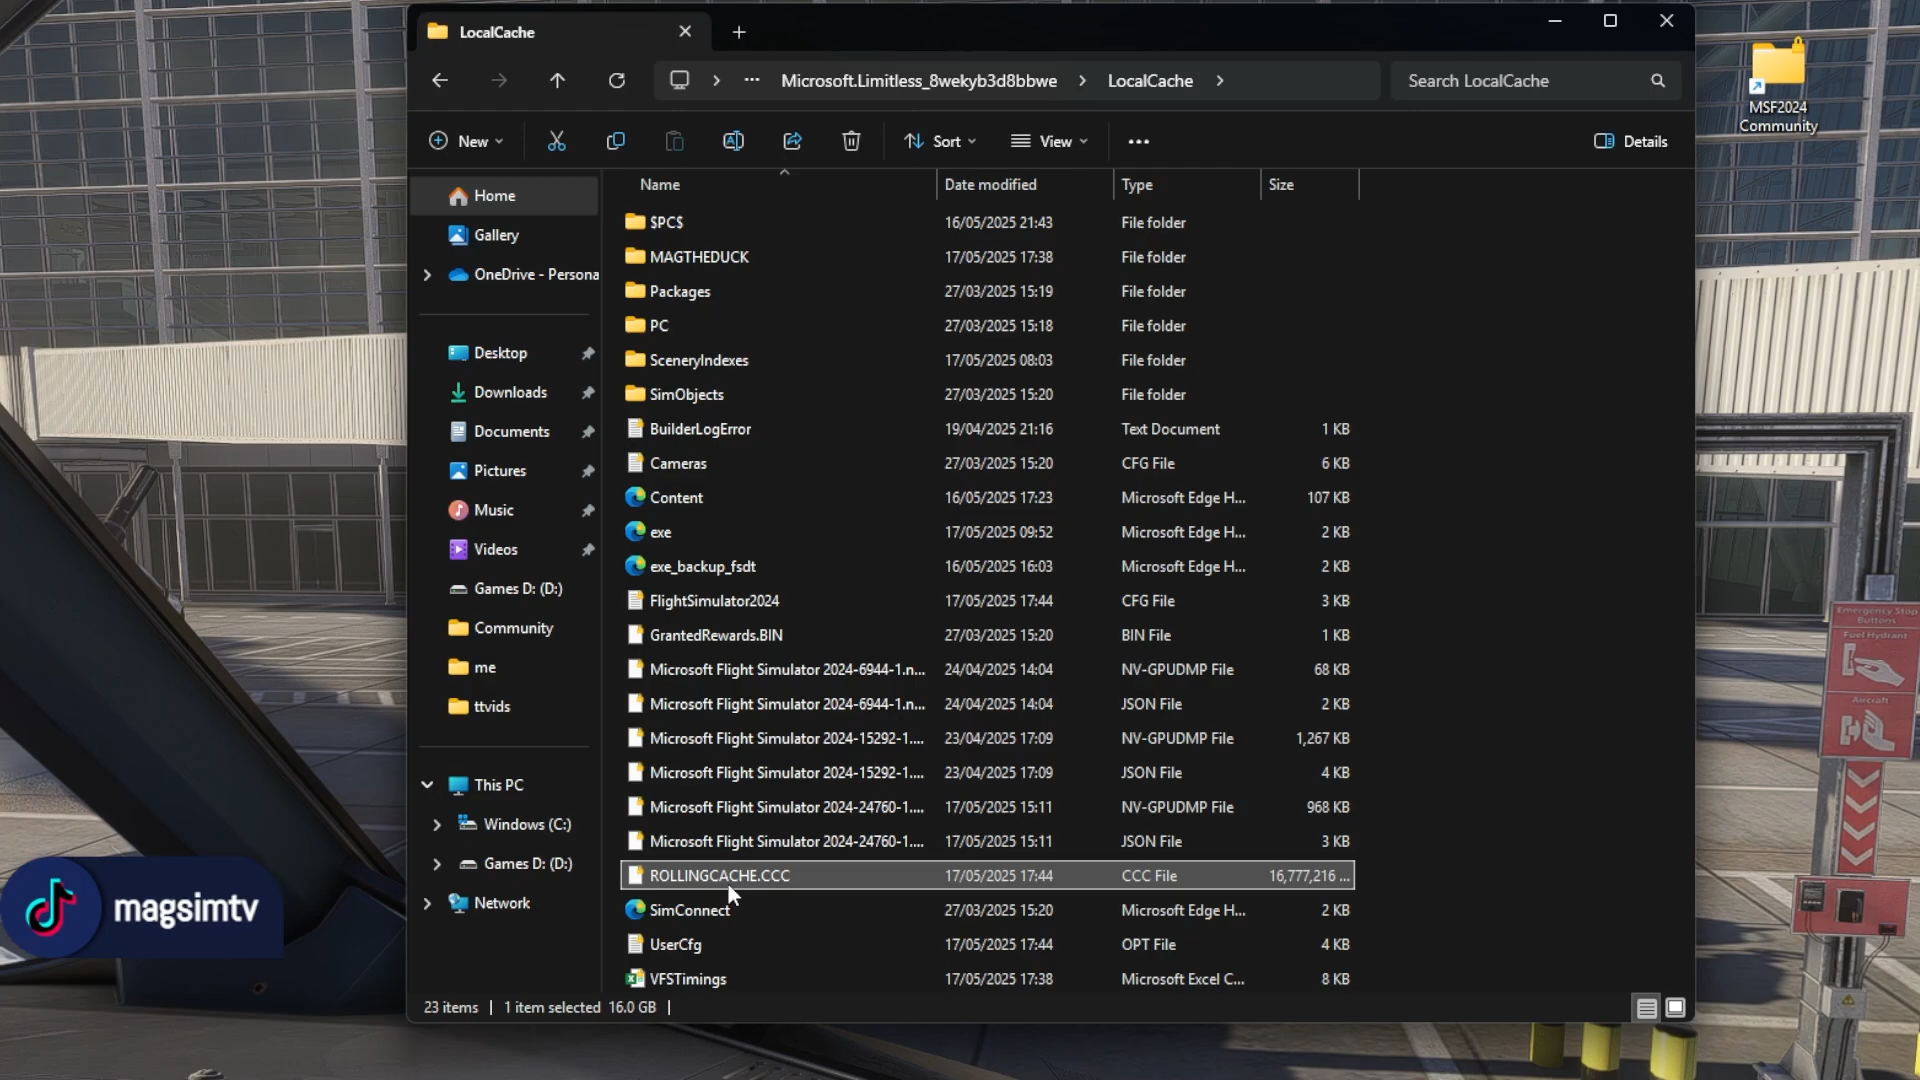 LocalCache
Microsoft.Limitless_8wekyb3d8bbwe
LocalCache
Search LocalCache
New
Sort
View
Details
Home
Gallery
OneDrive - Persona
Desktop
Downloads
Documents
Pictures
Music
Videos
Games D: (D:)
Community
me
ttvids
This PC
Windows (C:)
Games D: (D:)
Network
Name Date modified Type Size
$PC$ 16/05/2025 21:43 File folder
MAGTHEDUCK 17/05/2025 17:38 File folder
Packages 27/03/2025 15:19 File folder
PC 27/03/2025 15:18 File folder
SceneryIndexes 17/05/2025 08:03 File folder
SimObjects 27/03/2025 15:20 File folder
BuilderLogError 19/04/2025 21:16 Text Document 1 KB
Cameras 27/03/2025 15:20 CFG File 6 KB
Content 16/05/2025 17:23 Microsoft Edge H... 107 KB
exe 17/05/2025 09:52 Microsoft Edge H... 2 KB
exe_backup_fsdt 16/05/2025 16:03 Microsoft Edge H... 2 KB
FlightSimulator2024 17/05/2025 17:44 CFG File 3 KB
GrantedRewards.BIN 27/03/2025 15:20 BIN File 1 KB
Microsoft Flight Simulator 2024-6944-1.n... 24/04/2025 14:04 NV-GPUDMP File 68 KB
Microsoft Flight Simulator 2024-6944-1.n... 24/04/2025 14:04 JSON File 2 KB
Microsoft Flight Simulator 2024-15292-1.... 23/04/2025 17:09 NV-GPUDMP File 1,267 KB
Microsoft Flight Simulator 2024-15292-1.... 23/04/2025 17:09 JSON File 4 KB
Microsoft Flight Simulator 2024-24760-1.... 17/05/2025 15:11 NV-GPUDMP File 968 KB
Microsoft Flight Simulator 2024-24760-1.... 17/05/2025 15:11 JSON File 3 KB
ROLLINGCACHE.CCC 17/05/2025 17:44 CCC File 16,777,216 ...
SimConnect 27/03/2025 15:20 Microsoft Edge H... 2 KB
UserCfg 17/05/2025 17:44 OPT File 4 KB
VFSTimings 17/05/2025 17:38 Microsoft Excel C... 8 KB
23 items | 1 item selected 16.0 GB |
MSF2024
Community
magsimtv
Emergency Stop
Buttons
Fuel Hydrant
Aircraft